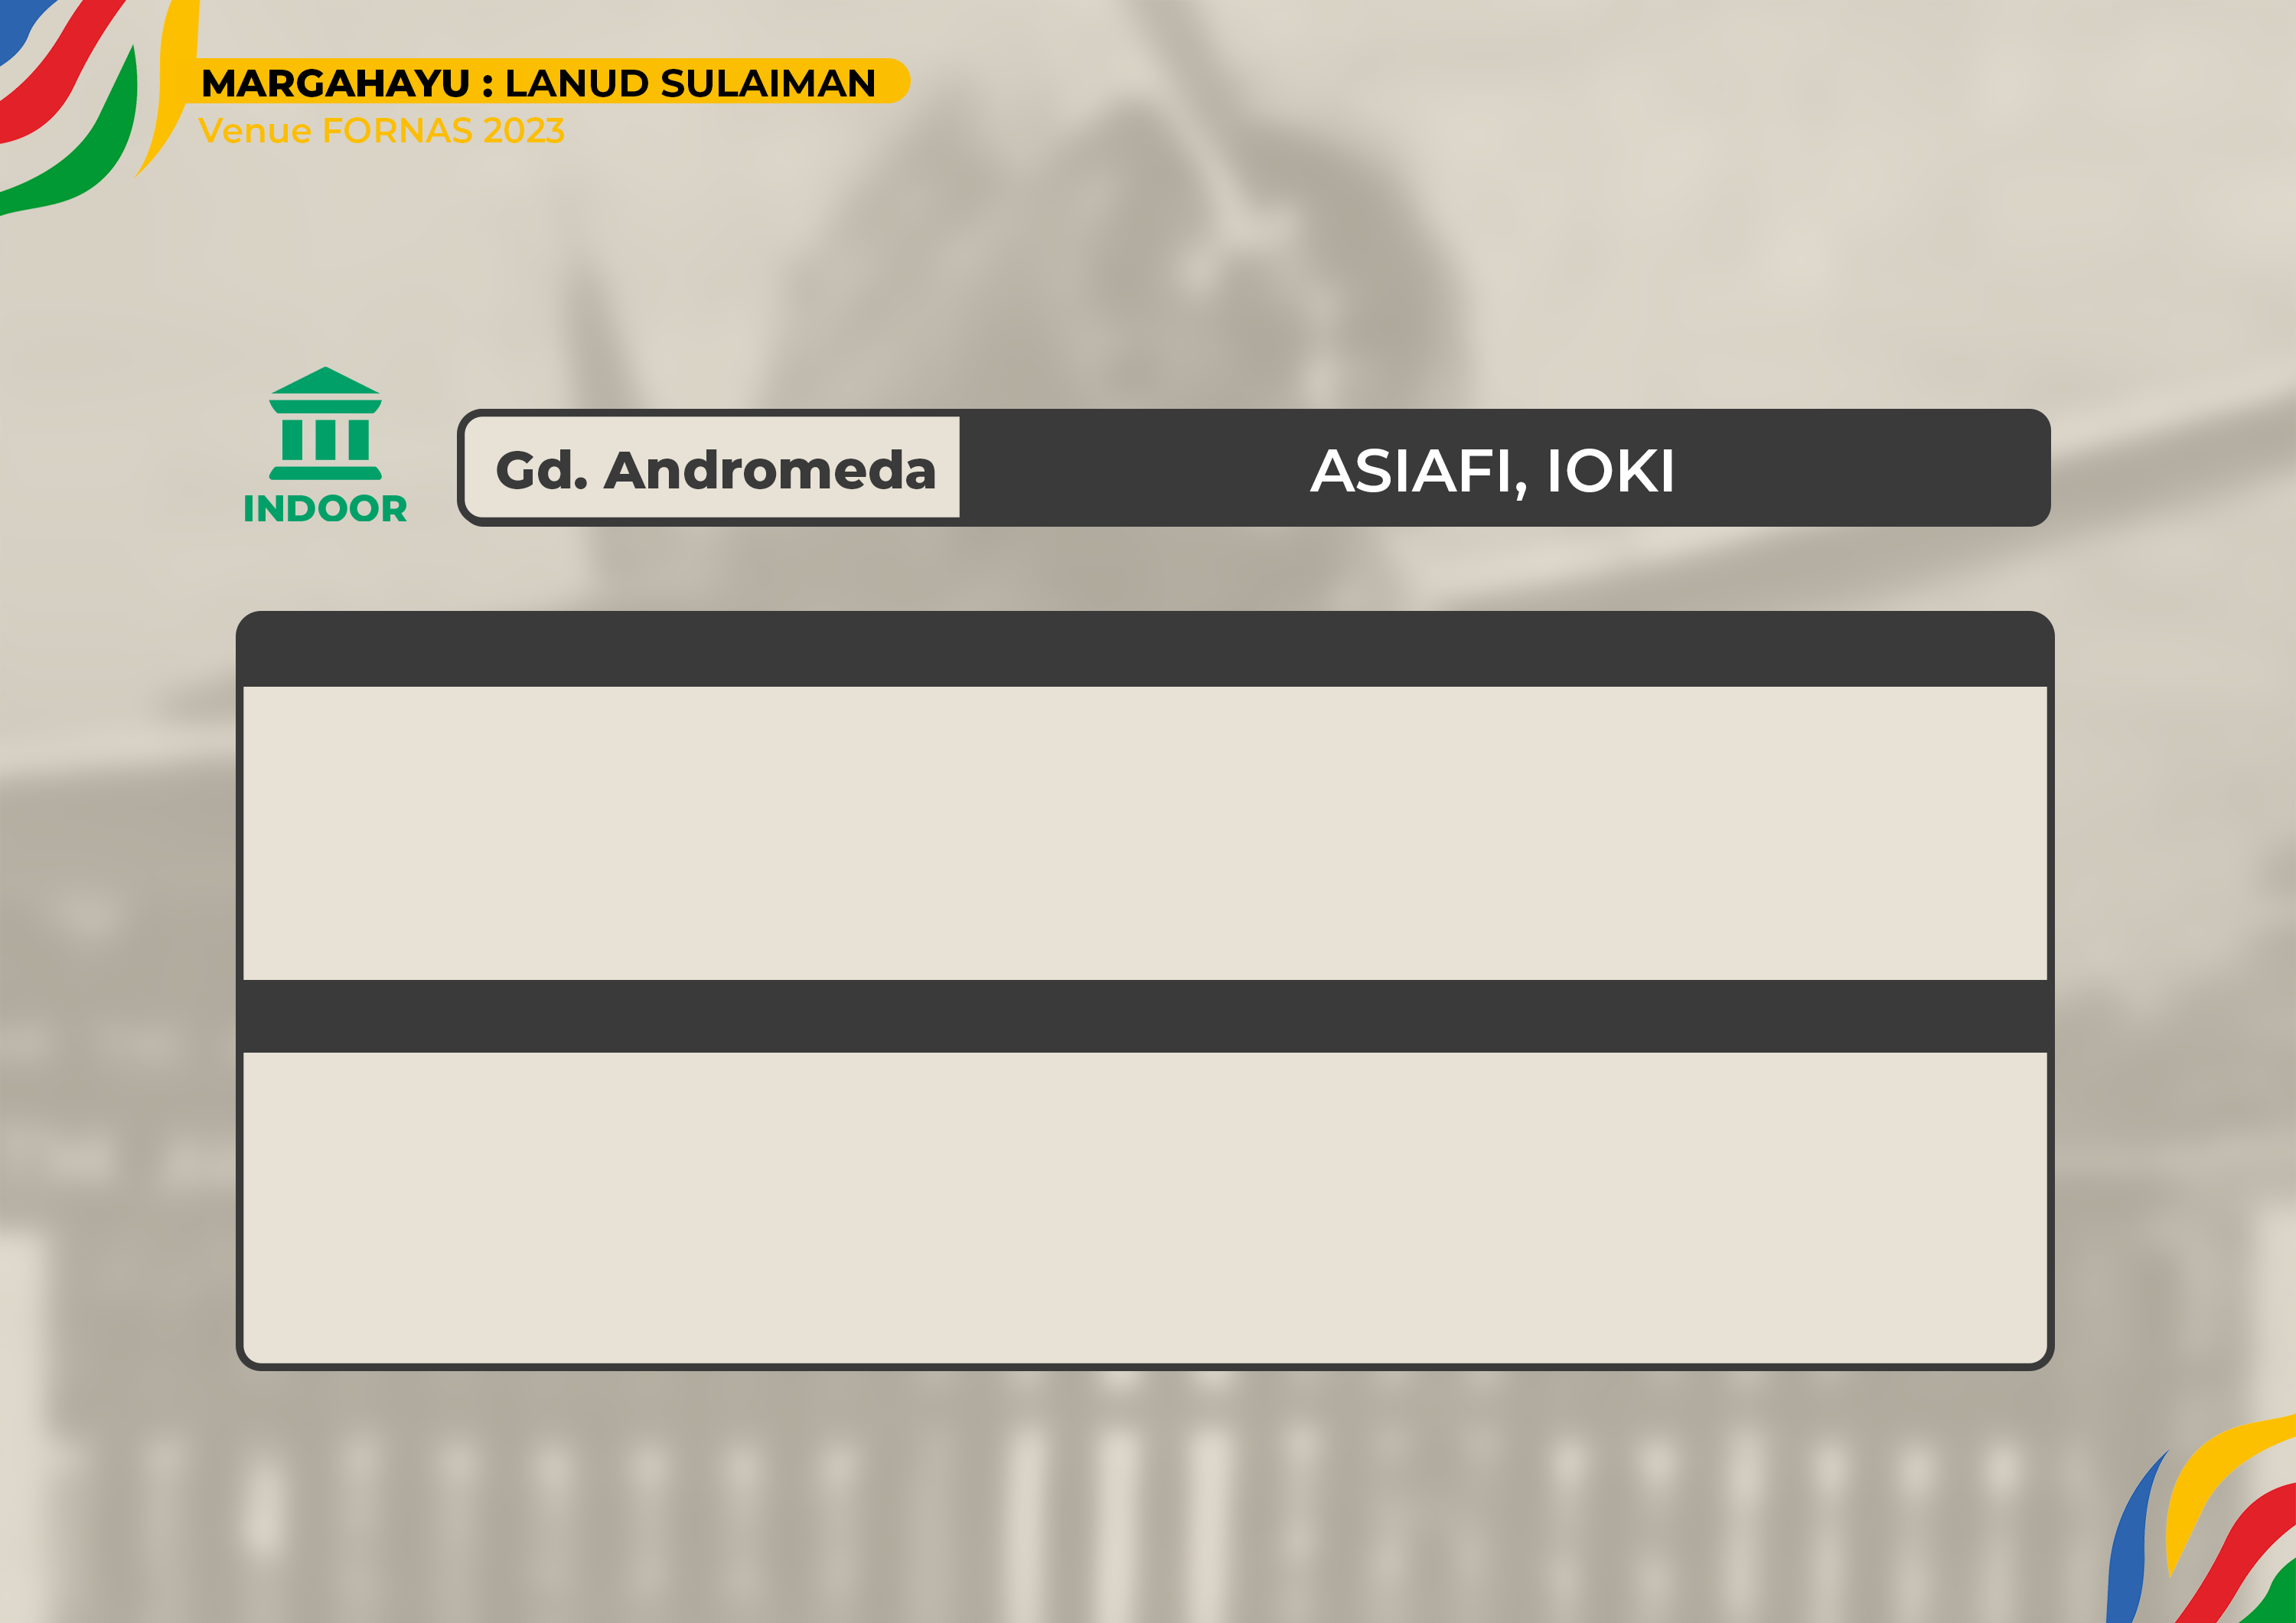 MARGAHAYU : LANUD SULAIMAN
Venue FORNAS 2023
INDOOR
Gd. Andromeda
ASIAFI, IOKI